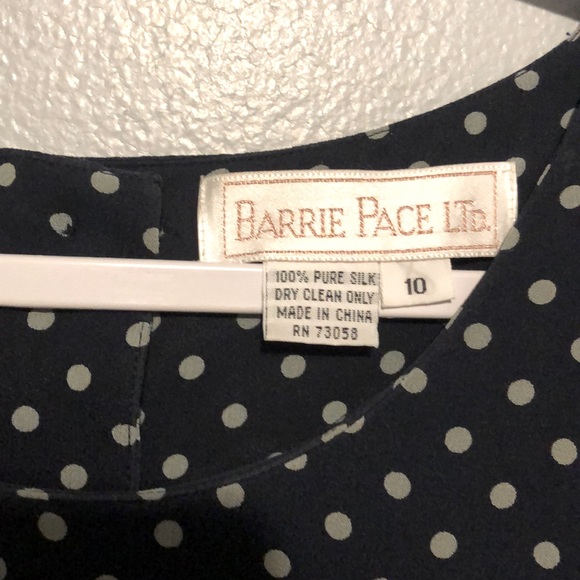 BARRIE PACE LTD.
100% PURE SILK
DRY CLEAN ONLY
MADE IN CHINA
RN 73058
10